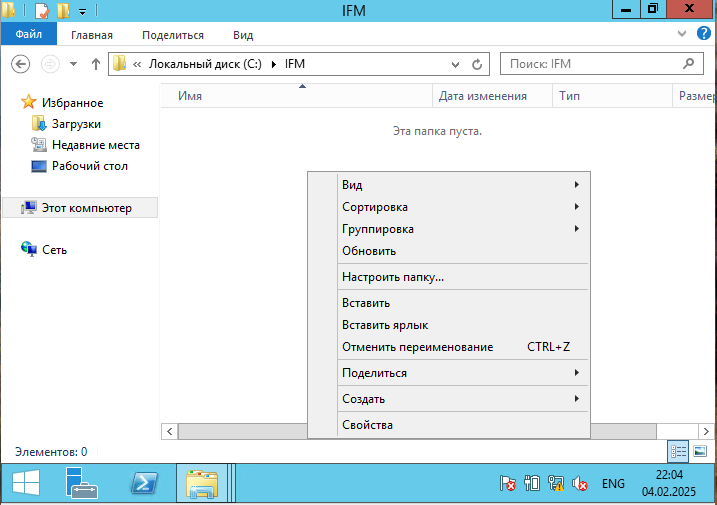 IFM
Файл Главная Поделиться Вид
« Локальный диск (C:) IFM Поиск: IFM
Имя Дата изменения Тип Размер
Избранное
Загрузки
Недавние места
Рабочий стол
Этот компьютер
Сеть
Эта папка пуста.
Вид
Сортировка
Группировка
Обновить
Настроить папку...
Вставить
Вставить ярлык
Отменить переименование CTRL+Z
Поделиться
Создать
Свойства
Элементов: 0
ENG 22:04
04.02.2025